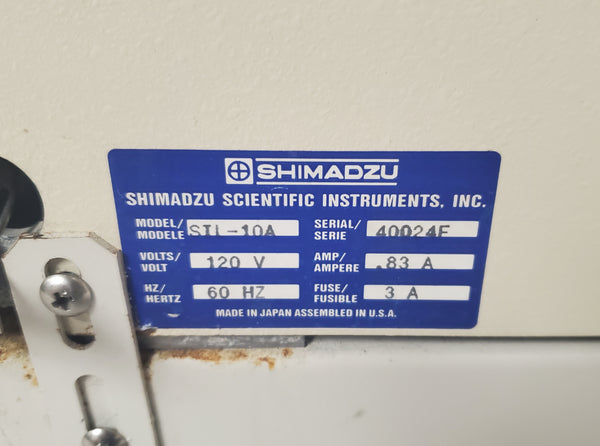 SHIMADZU
SHIMADZU SCIENTIFIC INSTRUMENTS, INC.
MODEL/ MODELE SIL-10A SERIAL/ SERIE 40024F
VOLTS/ VOLT 120 V AMP/ AMPERE .83 A
HZ/ HERTZ 60 HZ FUSE/ FUSIBLE 3 A
MADE IN JAPAN ASSEMBLED IN U.S.A.